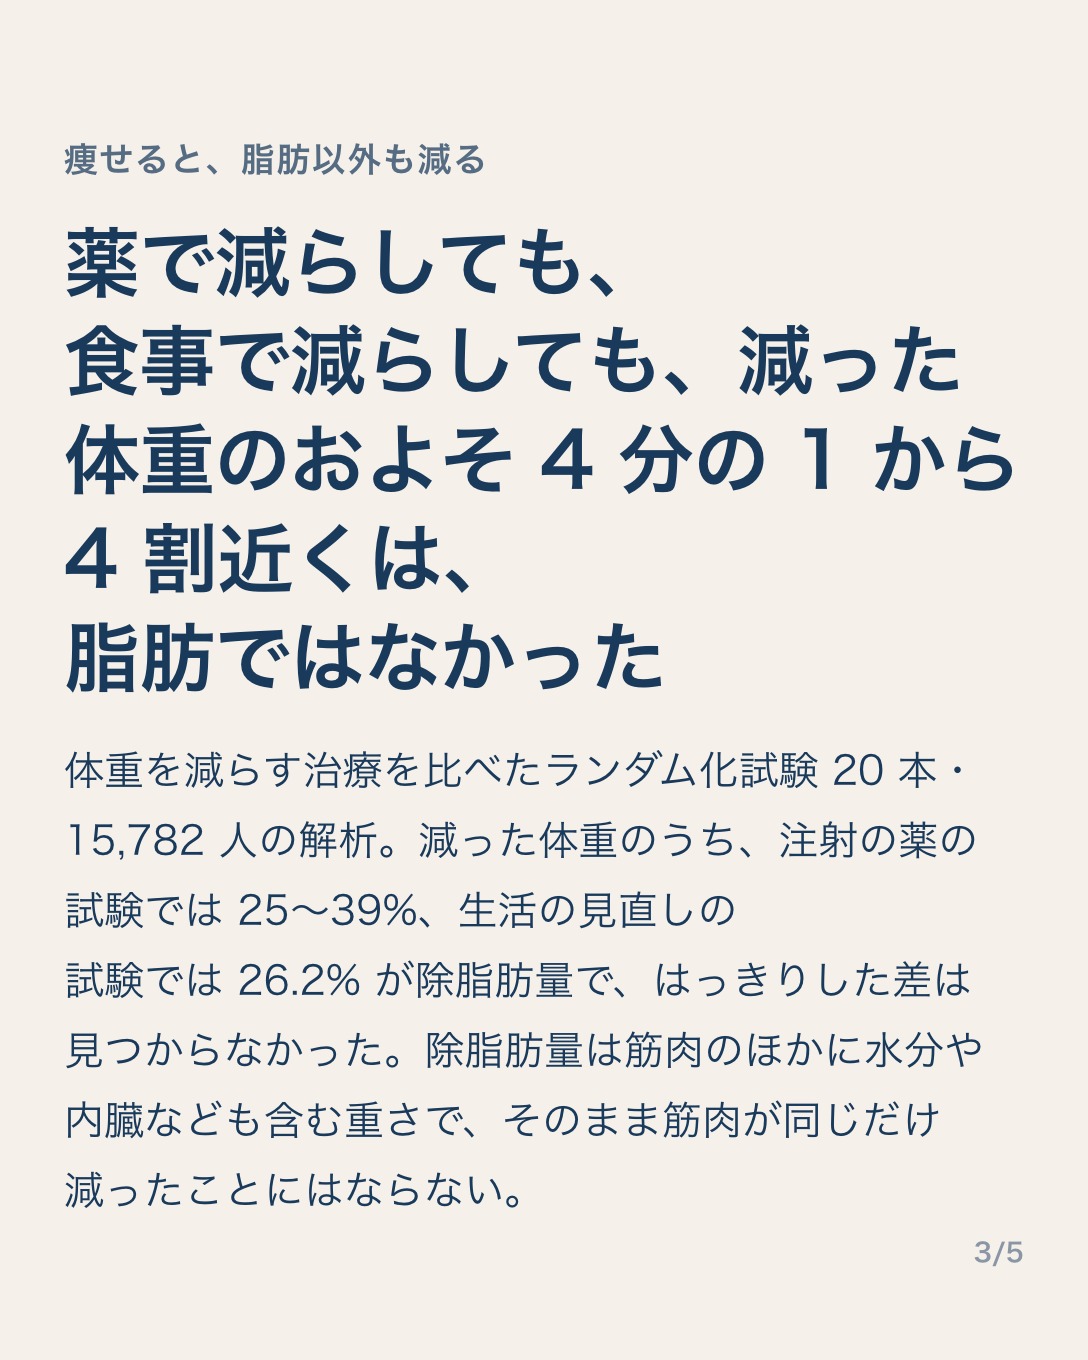 痩せると、脂肪以外も減る
薬で減らしても、
食事で減らしても、減った
体重のおよそ 4 分の 1 から
4 割近くは、
脂肪ではなかった
体重を減らす治療を比べたランダム化試験 20 本・
15,782 人の解析。減った体重のうち、注射の薬の
試験では 25〜39%、生活の見直しの
試験では 26.2% が除脂肪量で、はっきりした差は
見つからなかった。除脂肪量は筋肉のほかに水分や
内臓なども含む重さで、そのまま筋肉が同じだけ
減ったことにはならない。
3/5